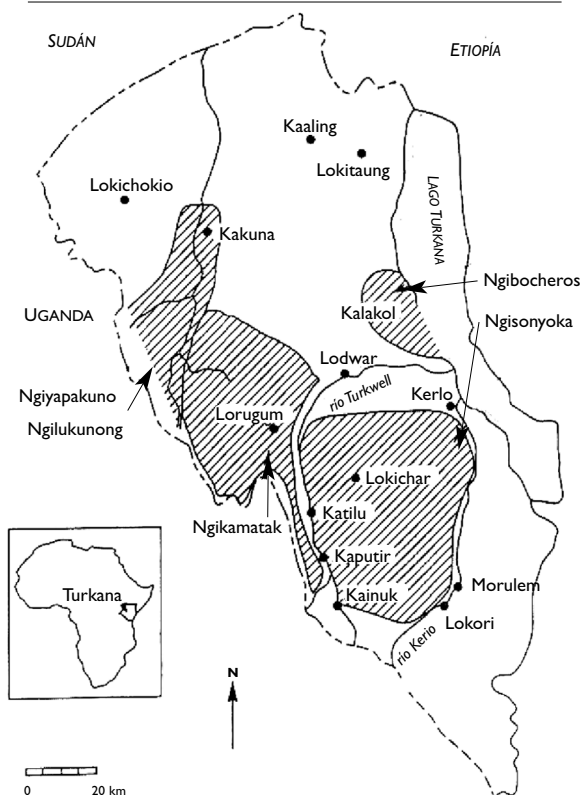 SUDÁN
ETIOPÍA
Kaaling
Lokitaung
Lokichokio
LAGO TURKANA
Kakuna
Ngibocheros
Kalakol
Ngisonyoka
UGANDA
Lodwar
río Turkwell
Ngiyapakuno
Kerlo
Ngilukunong
Lorugum
Lokichar
Ngikamatak
Katilu
Kaputir
Turkana
Kainuk
Morulem
Lokori
río Kerio
N
0 20 km